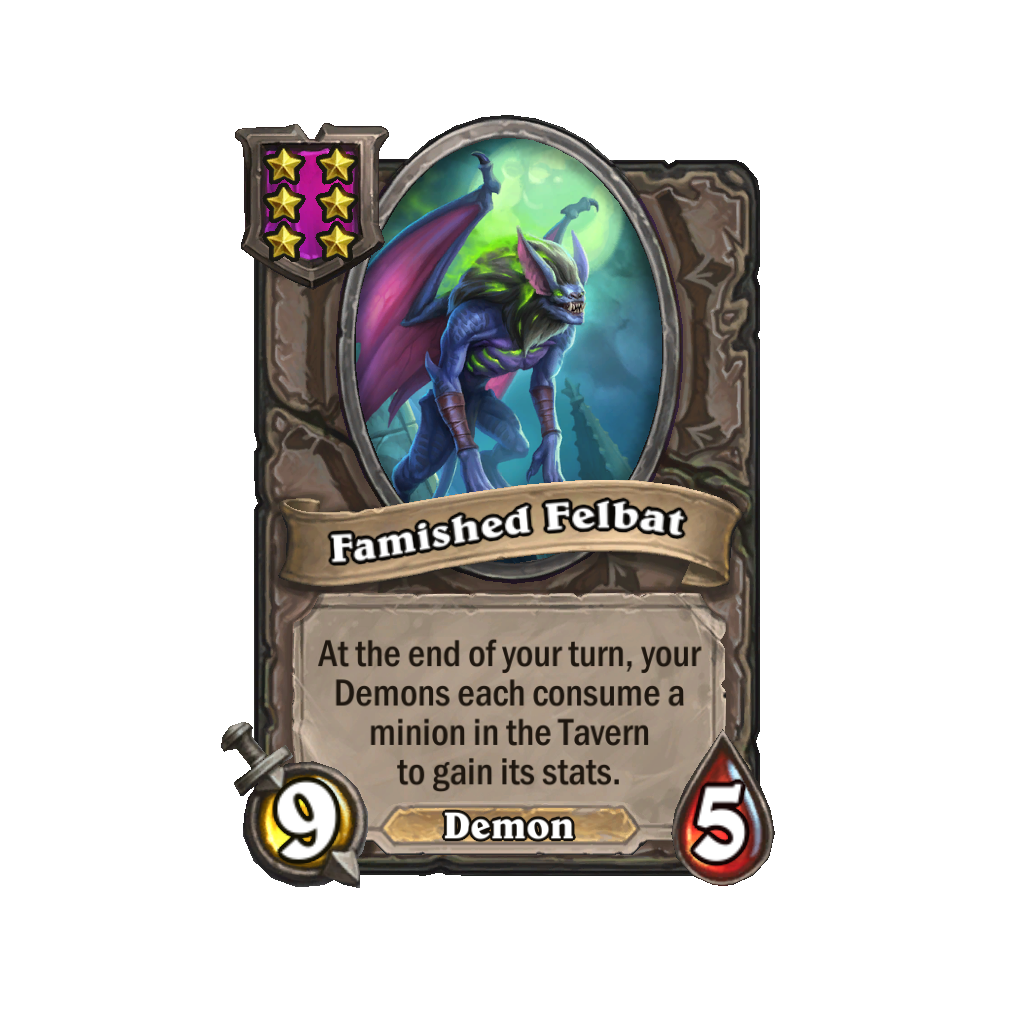 Famished Felbat
At the end of your turn, your
Demons each consume a
minion in the Tavern
to gain its stats.
9
Demon
5